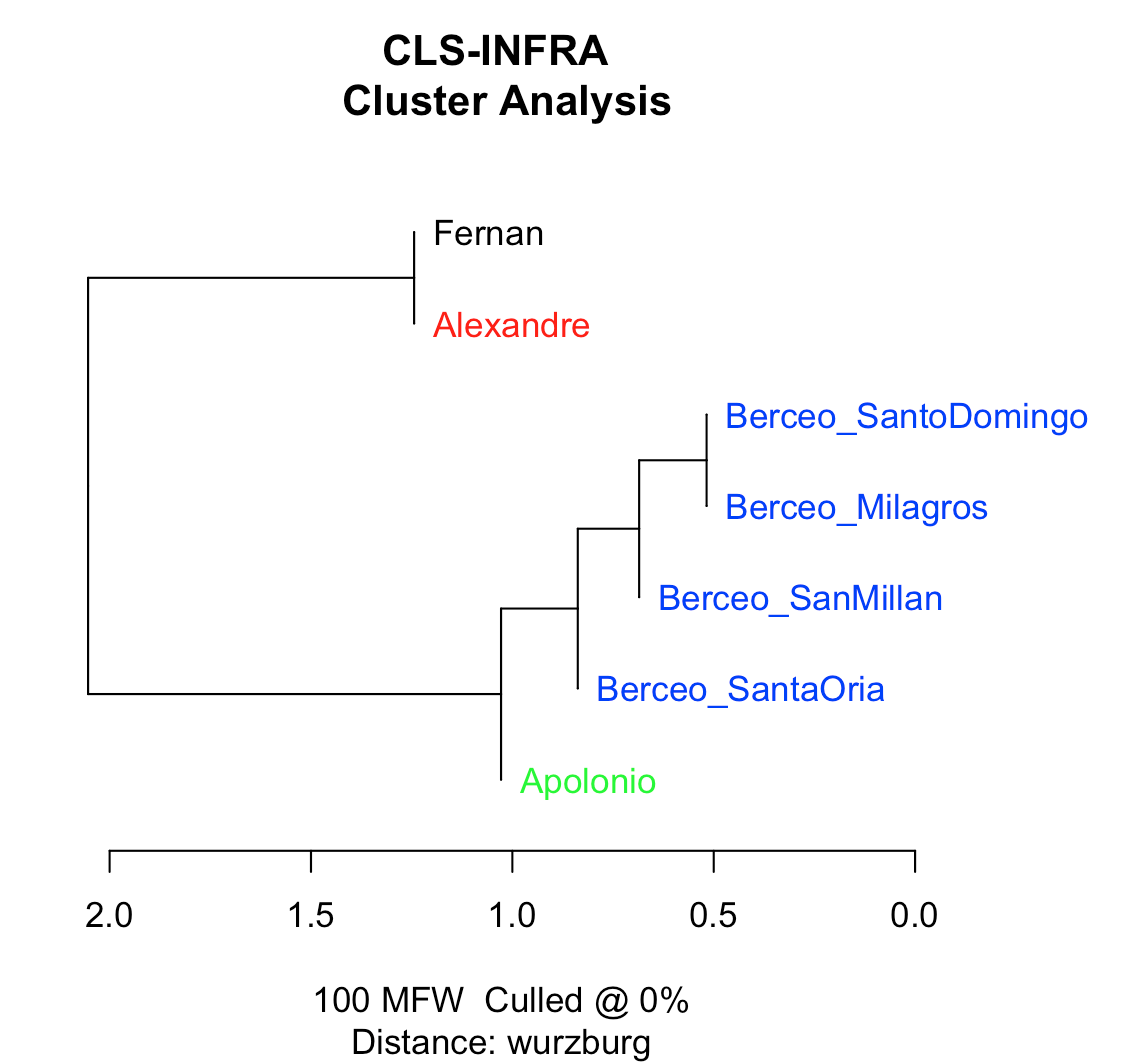 CLS-INFRA
Cluster Analysis
Fernan
Alexandre
Berceo_SantoDomingo
Berceo_Milagros
Berceo_SanMillan
Berceo_SantaOria
Apolonio
2.0 1.5 1.0 0.5 0.0
100 MFW  Culled @ 0%
Distance: wurzburg